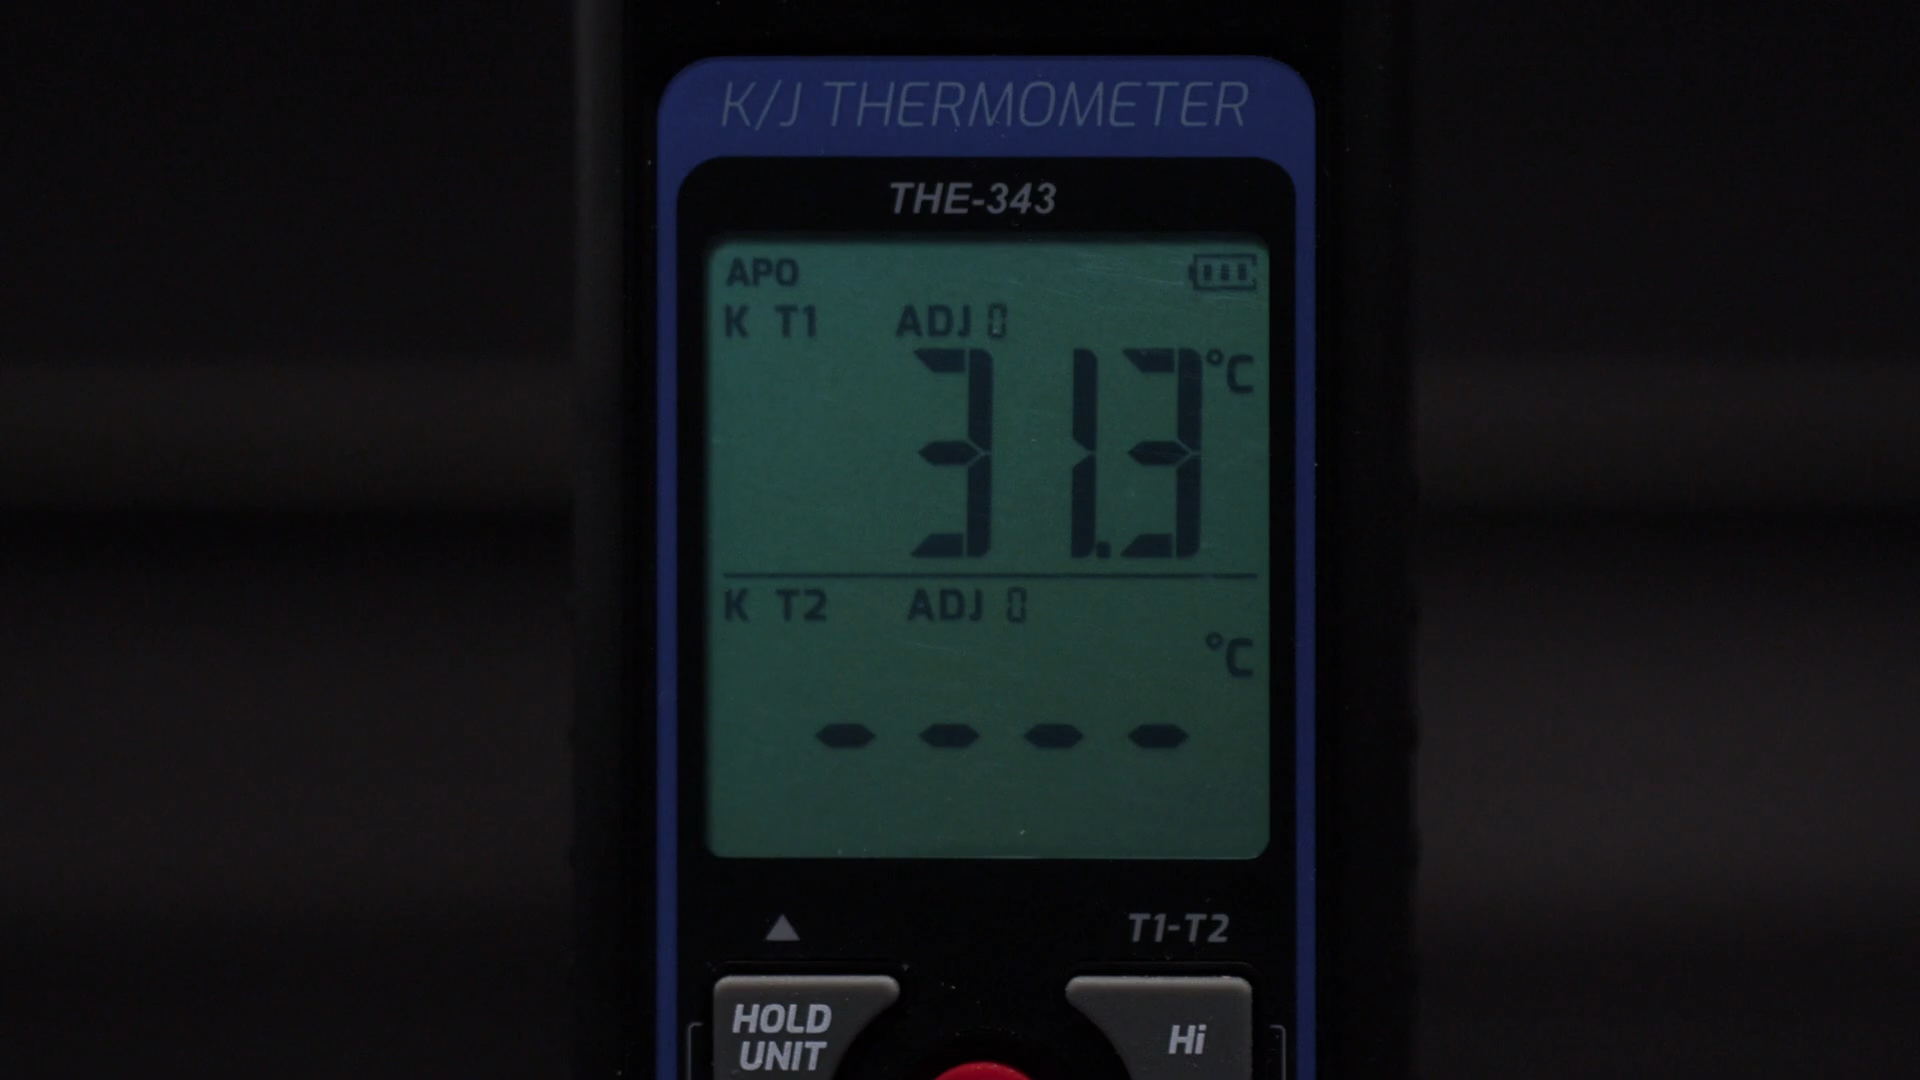 K/J THERMOMETER
THE-343
APO
K T1 ADJ 0
31.3 °C
K T2 ADJ 0
°C
- - - -
▲ T1-T2
HOLD UNIT
Hi